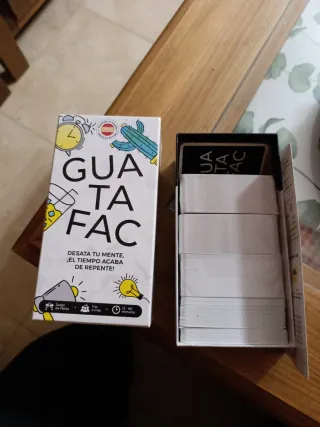 GUA
TA
FAC
DESATA TU MENTE,
¡EL TIEMPO ACABA
DE REPENTE!
GUA
TA
FAC